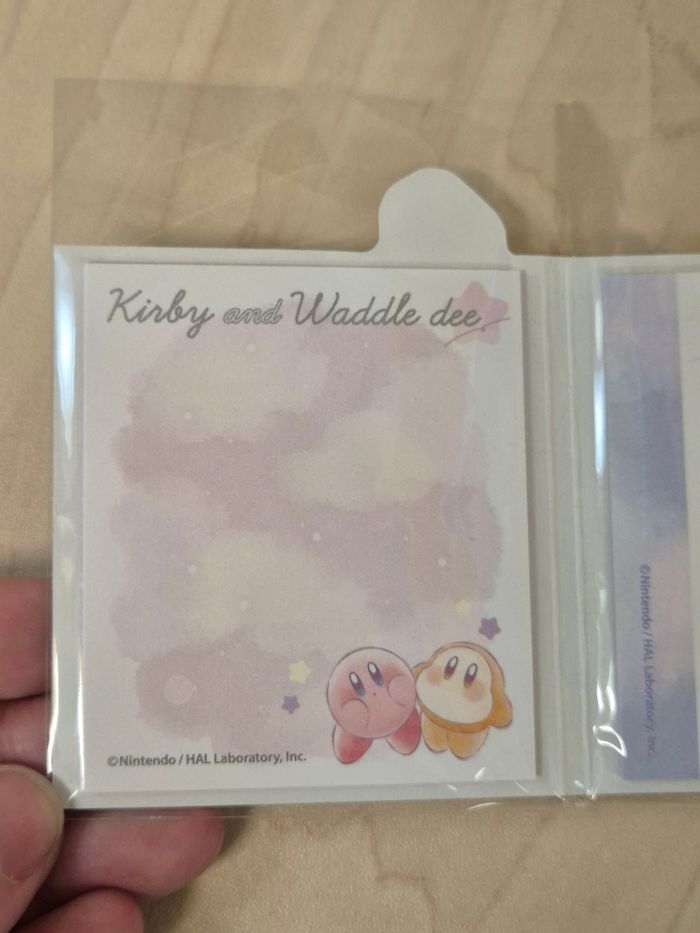 Kirby and Waddle dee
©Nintendo / HAL Laboratory, Inc.
©Nintendo / HAL Laboratory, Inc.